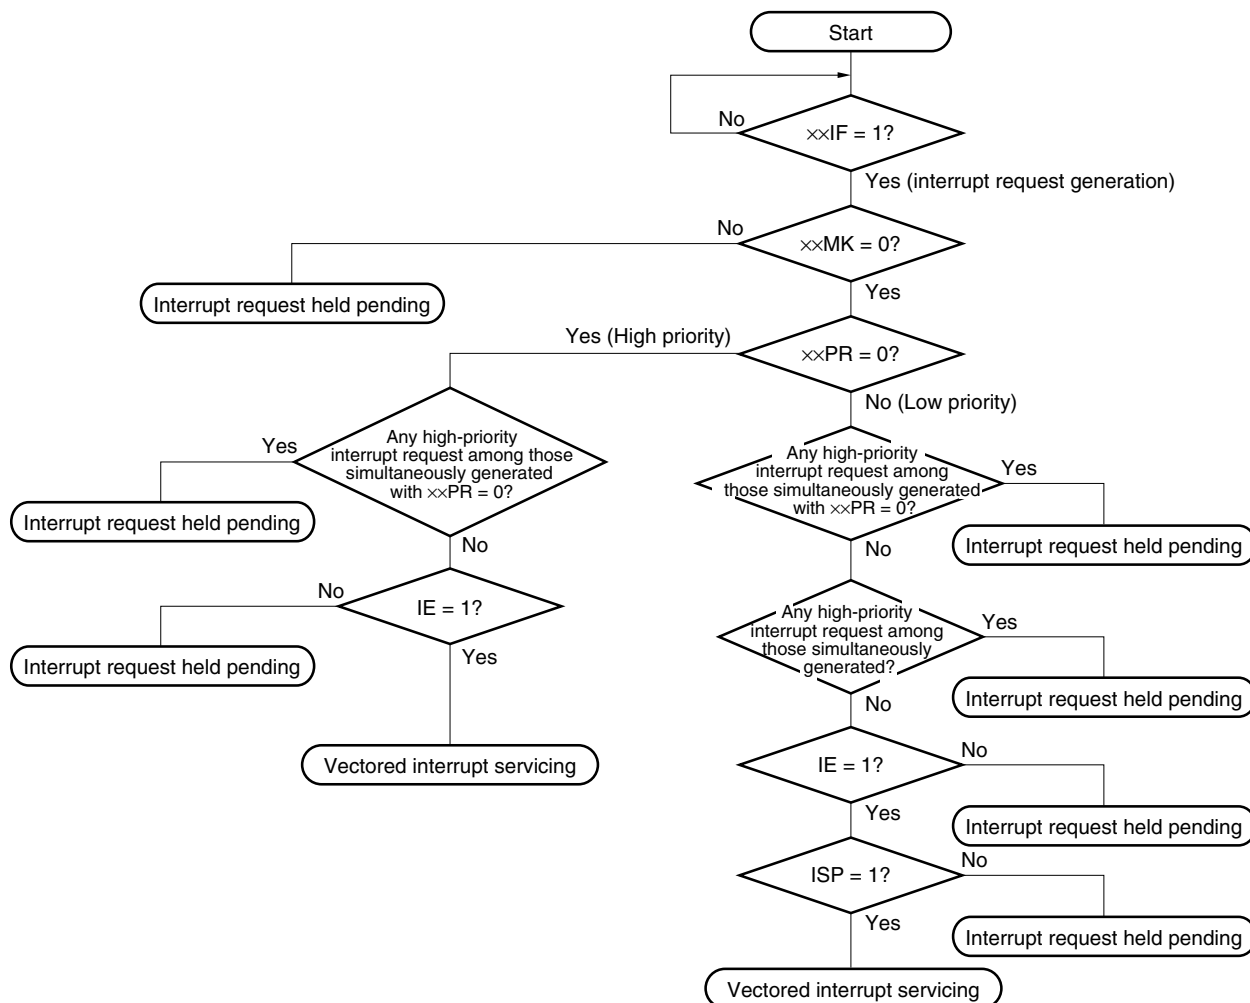 Start
No
××IF = 1?
Yes (interrupt request generation)
No
××MK = 0?
Interrupt request held pending
Yes
Yes (High priority)
××PR = 0?
No (Low priority)
Yes
Any high-priority
interrupt request among those
simultaneously generated
with ××PR = 0?
Any high-priority
interrupt request among
those simultaneously generated
with ××PR = 0?
Yes
Interrupt request held pending
No
Interrupt request held pending
No
No
IE = 1?
Yes
Interrupt request held pending
Any high-priority
interrupt request among
those simultaneously
generated?
Yes
Interrupt request held pending
No
Vectored interrupt servicing
IE = 1?
No
Yes
Interrupt request held pending
ISP = 1?
No
Yes
Interrupt request held pending
Vectored interrupt servicing